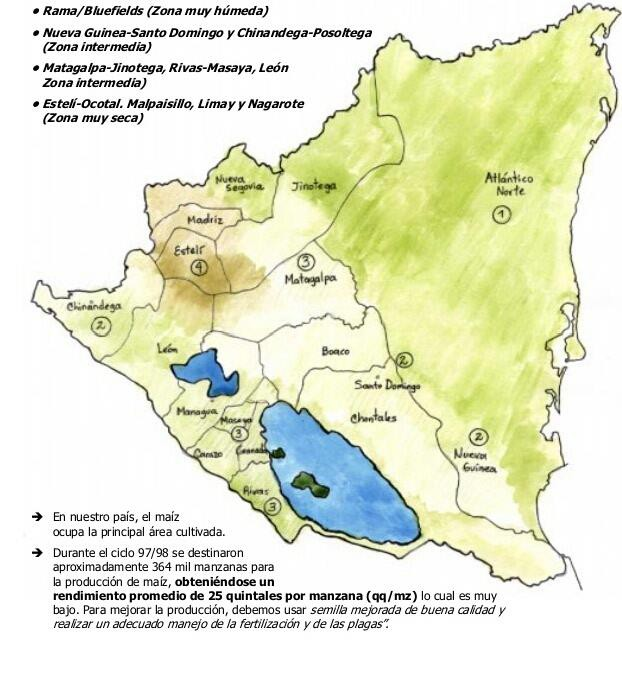 ● Rama/Bluefields (Zona muy húmeda)
● Nueva Guinea-Santo Domingo y Chinandega-Posoltega
(Zona intermedia)
● Matagalpa-Jinotega, Rivas-Masaya, León
Zona intermedia)
● Estelí-Ocotal. Malpaisillo, Limay y Nagarote
(Zona muy seca)
Nueva
Segovia
Jinotega
Atlántico
Norte
1
Madriz
Estelí
4
3
Matagalpa
Chinandega
2
León
Boaco
2
Santo Domingo
Managua
Masaya
3
Chontales
Carazo
Granada
2
Nueva
Guinea
Rivas
3
➔ En nuestro país, el maíz
ocupa la principal área cultivada.
➔ Durante el ciclo 97/98 se destinaron
aproximadamente 364 mil manzanas para
la producción de maíz, obteniéndose un
rendimiento promedio de 25 quintales por manzana (qq/mz) lo cual es muy
bajo. Para mejorar la producción, debemos usar semilla mejorada de buena calidad y
realizar un adecuado manejo de la fertilización y de las plagas”.